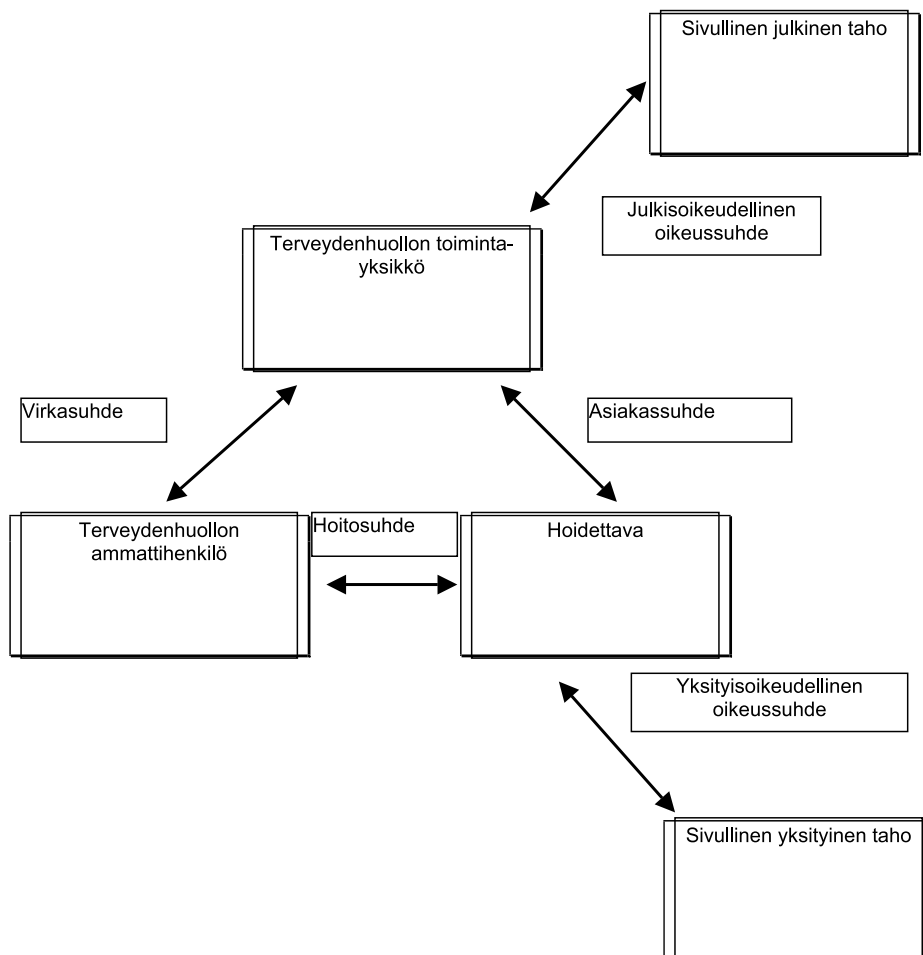 Sivullinen julkinen taho
Julkisoikeudellinen
oikeussuhde
Terveydenhuollon toiminta-
yksikkö
Virkasuhde
Asiakassuhde
Terveydenhuollon
ammattihenkilö
Hoitosuhde
Hoidettava
Yksityisoikeudellinen
oikeussuhde
Sivullinen yksityinen taho